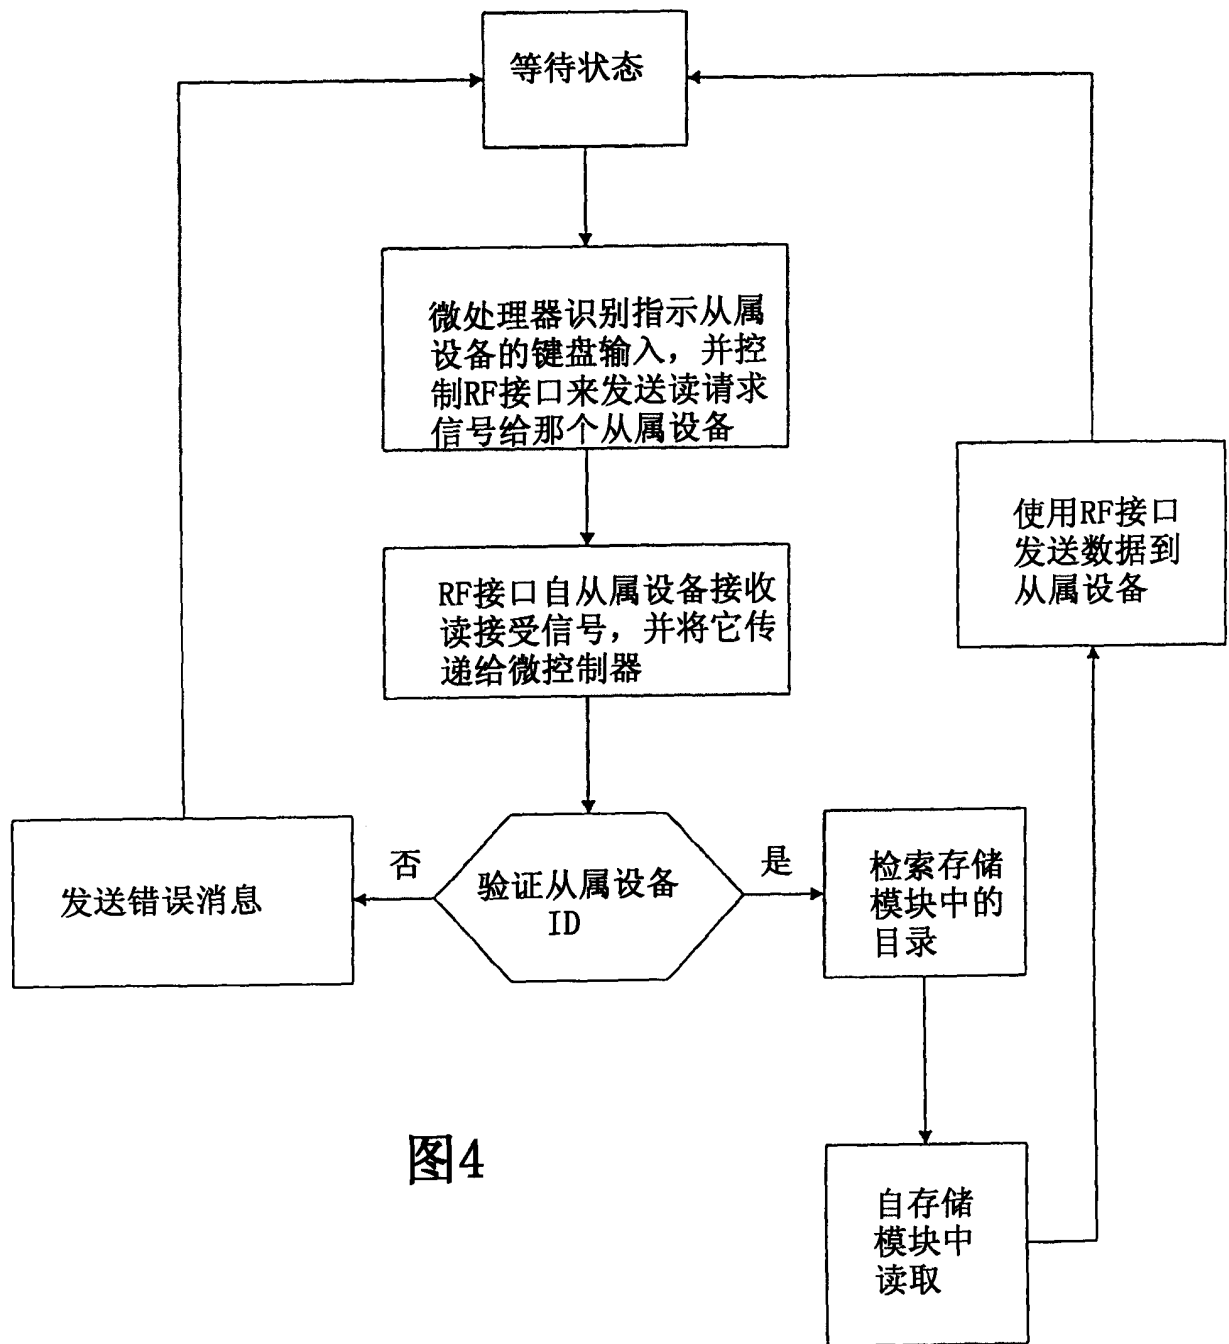 等待状态
微处理器识别指示从属
设备的键盘输入，并控
制RF接口来发送读请求
信号给那个从属设备
使用RF接口
发送数据到
从属设备
RF接口自从属设备接收
读接受信号，并将它传
递给微控制器
发送错误消息
否
验证从属设备
ID
是
检索存储
模块中的
目录
自存储
模块中
读取
图4